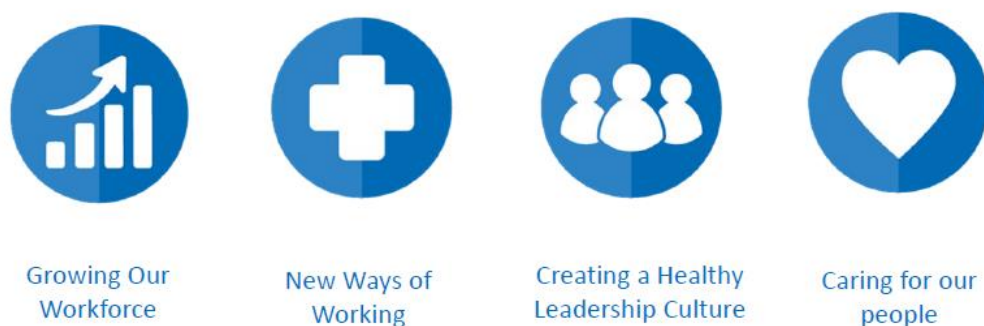 Growing Our
Workforce
New Ways of
Working
Creating a Healthy
Leadership Culture
Caring for our
people